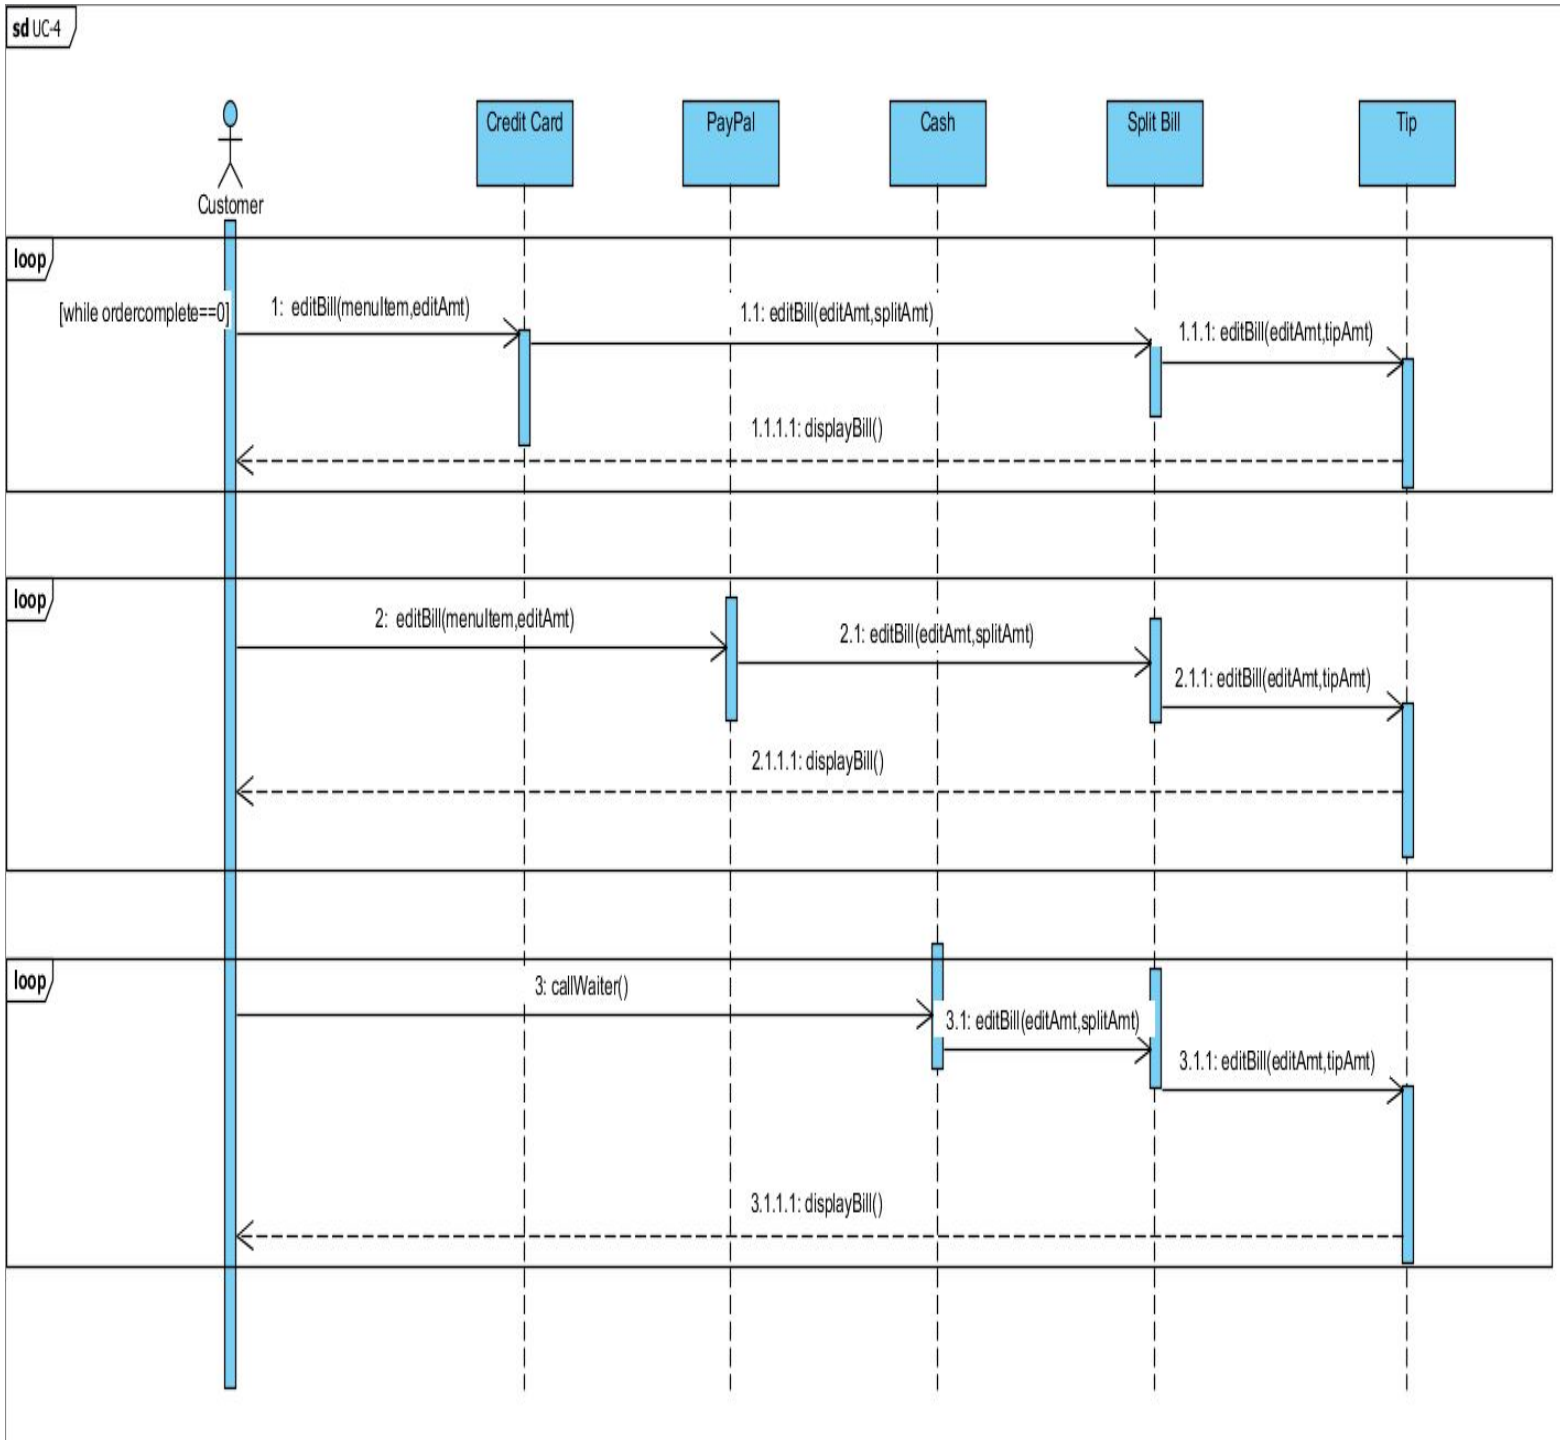 sd UC-4
Credit Card
PayPal
Cash
Split Bill
Tip
Customer
loop
[while ordercomplete==0]
1:  editBill(menuItem,editAmt)
1.1: editBill(editAmt,splitAmt)
1.1.1: editBill(editAmt,tipAmt)
1.1.1.1: displayBill()
loop
2:  editBill(menuItem,editAmt)
2.1: editBill(editAmt,splitAmt)
2.1.1: editBill(editAmt,tipAmt)
2.1.1.1: displayBill()
loop
3: callWaiter()
3.1: editBill(editAmt,splitAmt)
3.1.1: editBill(editAmt,tipAmt)
3.1.1.1: displayBill()